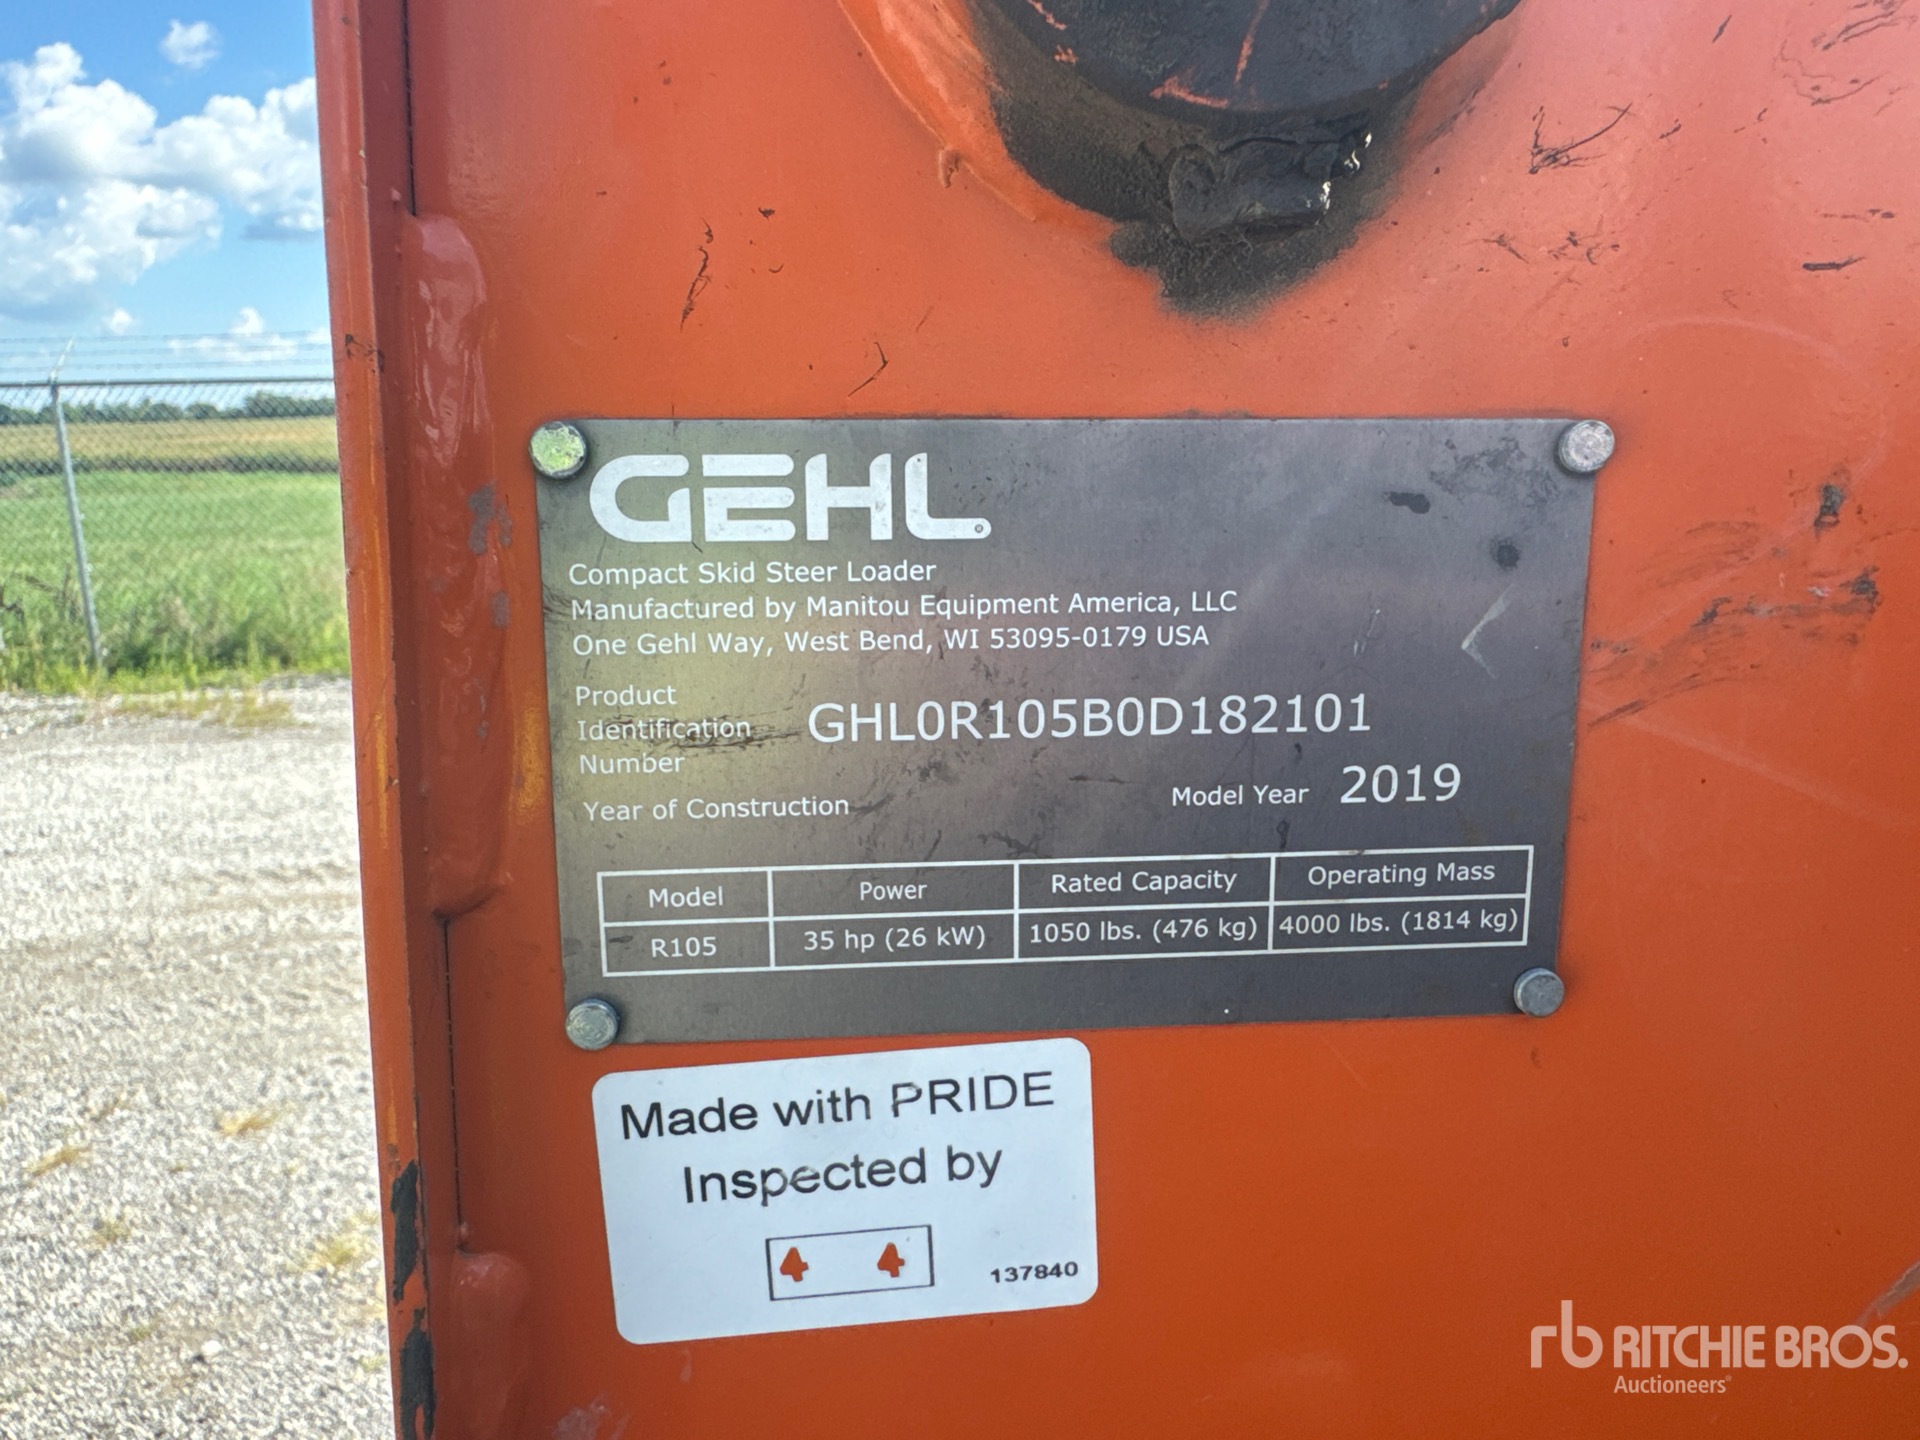 GEHL®
Compact Skid Steer Loader
Manufactured by Manitou Equipment America, LLC
One Gehl Way, West Bend, WI 53095-0179 USA
Product
Identification
Number
GHL0R105B0D182101
Year of Construction
Model Year 2019
Model Power Rated Capacity Operating Mass
R105 35 hp (26 kW) 1050 lbs. (476 kg) 4000 lbs. (1814 kg)
Made with PRIDE
Inspected by
4 4
137840
rb RITCHIE BROS.
Auctioneers®